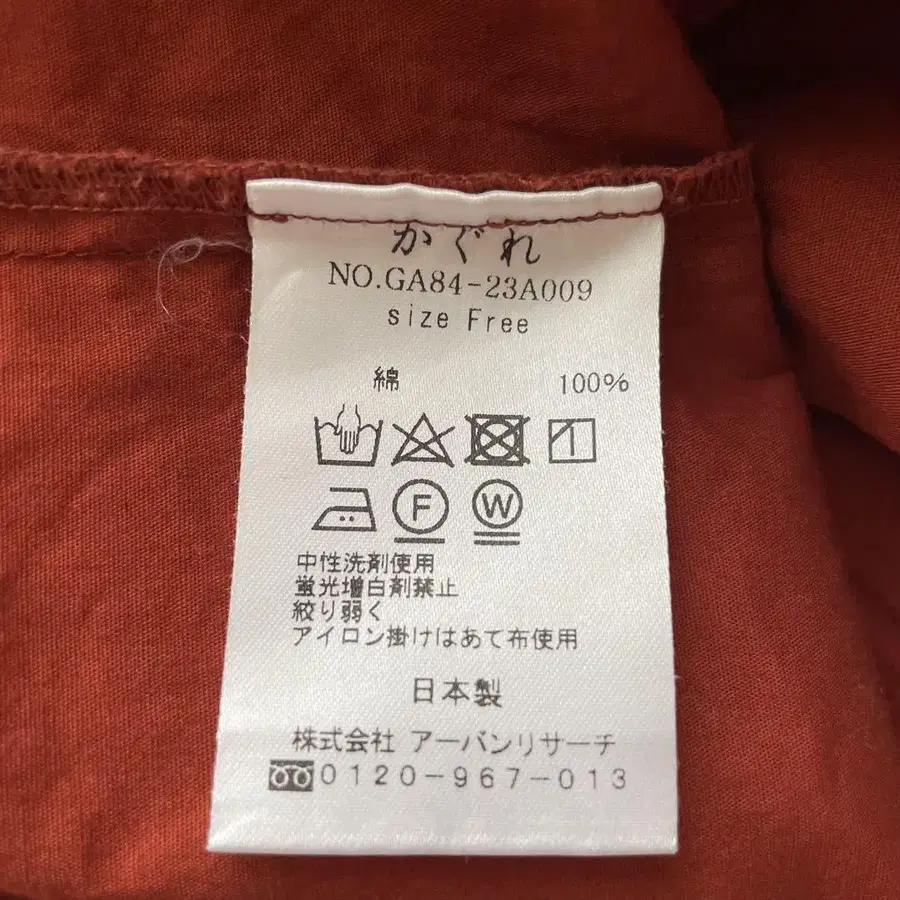 かぐれ
NO.GA84-23A009
size Free
綿 100%
F W
中性洗剤使用
蛍光増白剤禁止
絞り弱く
アイロン掛けはあて布使用
日本製
株式会社 アーバンリサーチ
0120-967-013